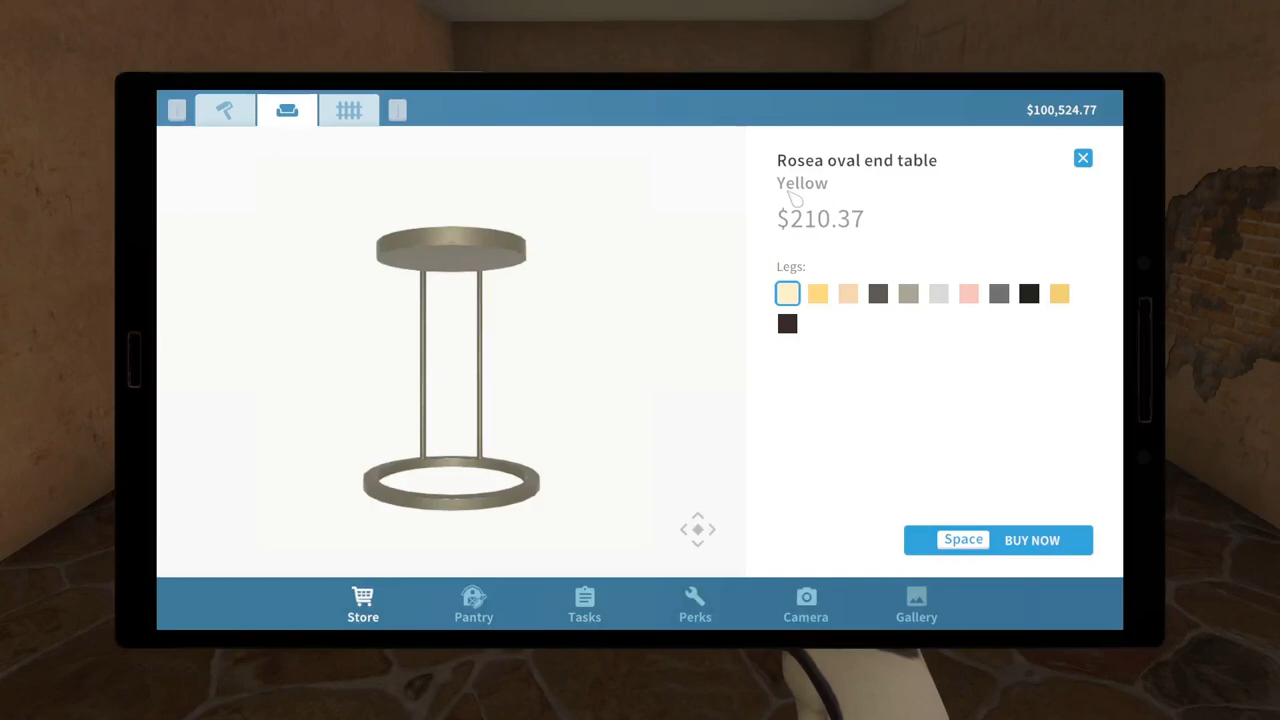 $100,524.77
Rosea oval end table
Yellow
$210.37
Legs:
Space BUY NOW
Store Pantry Tasks Perks Camera Gallery